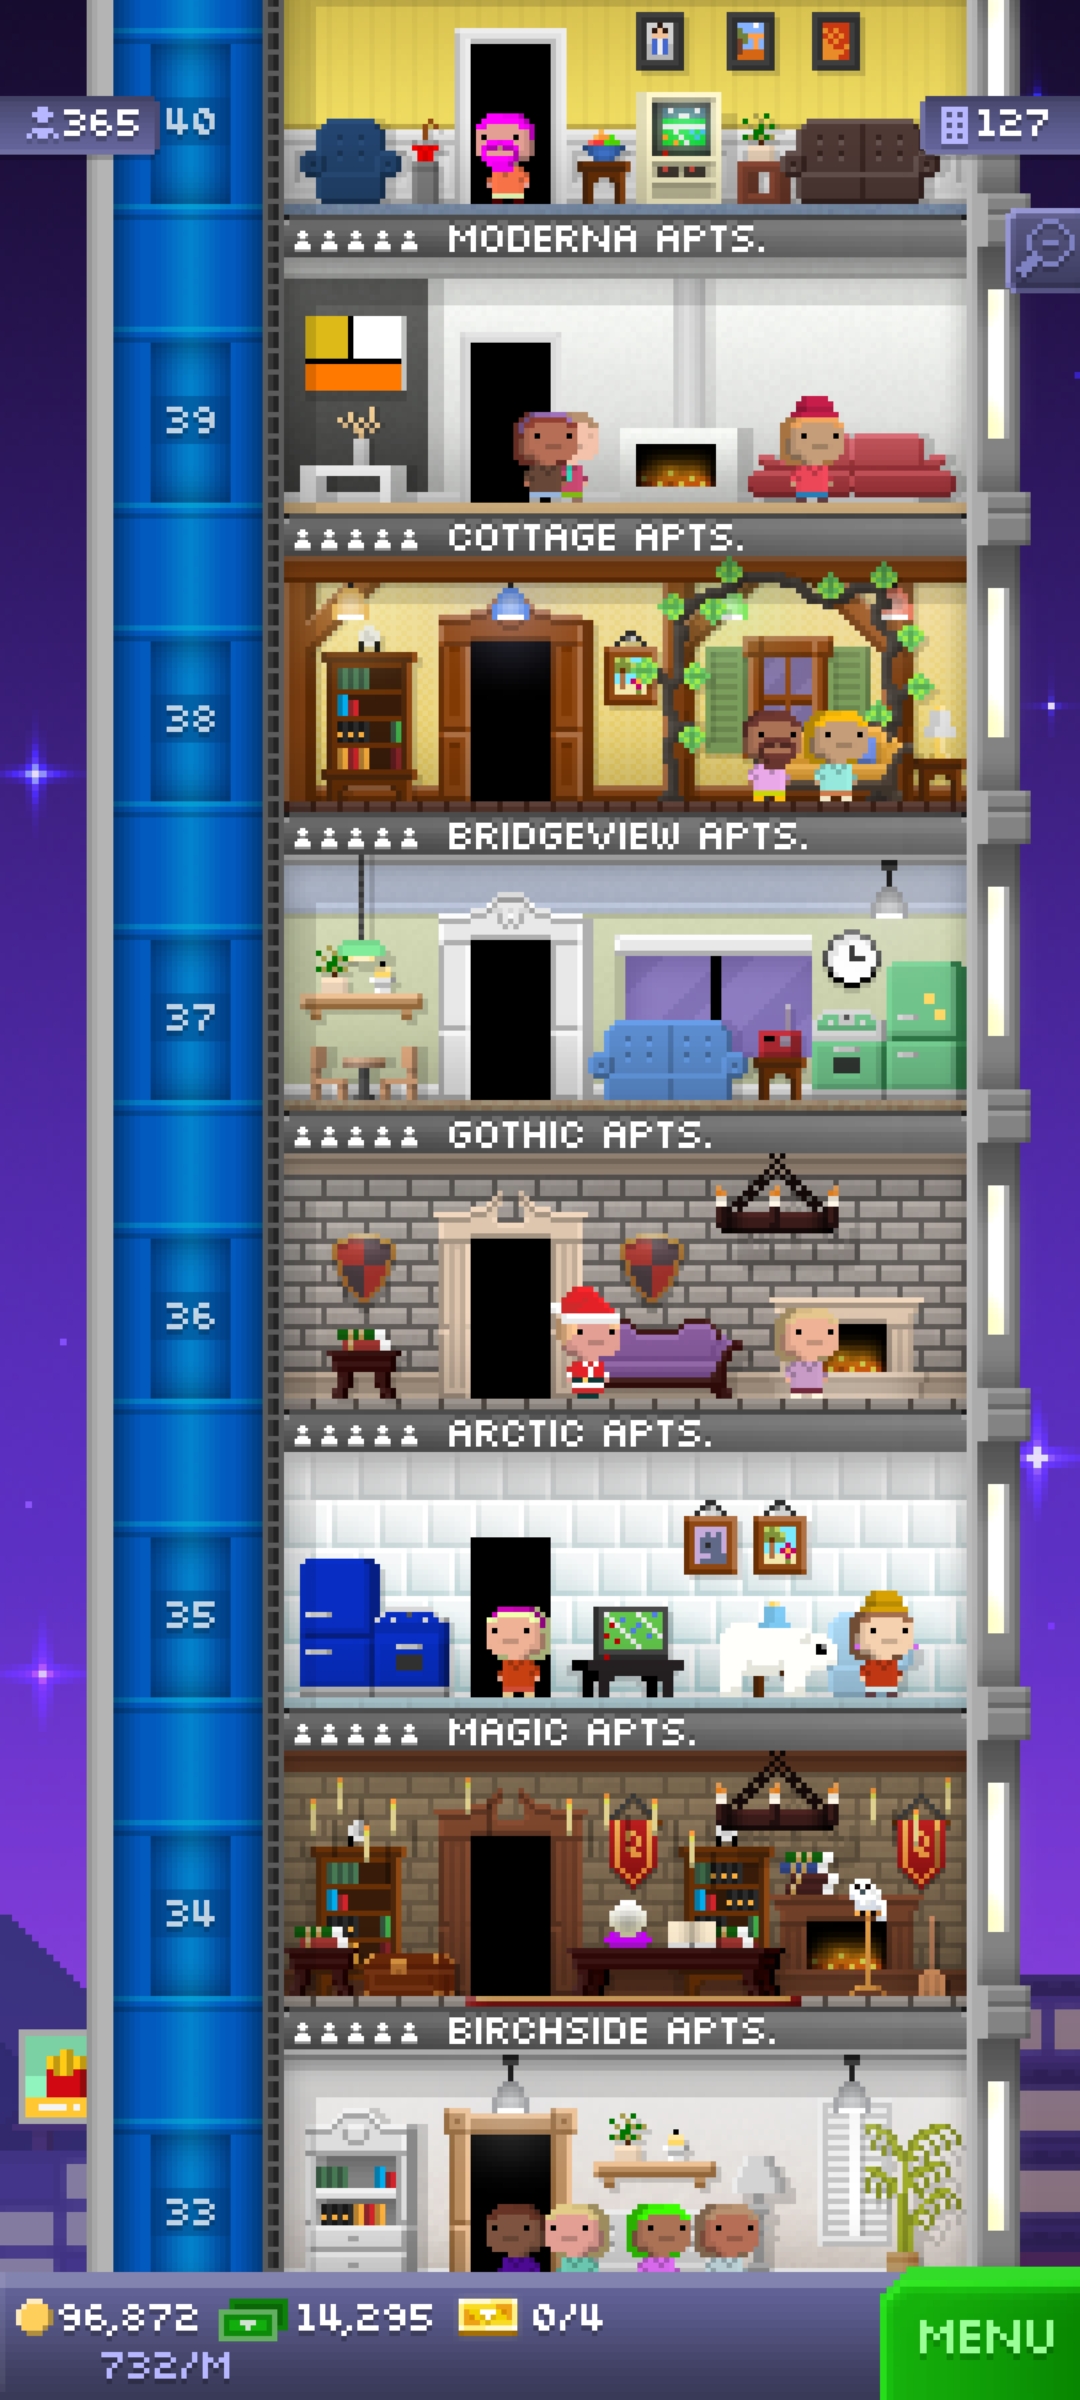 365
40
127
MODERNA APTS.
39
COTTAGE APTS.
38
BRIDGEVIEW APTS.
37
GOTHIC APTS.
36
ARCTIC APTS.
35
MAGIC APTS.
34
BIRCHSIDE APTS.
33
96,872 14,295 0/4
732/M
MENU